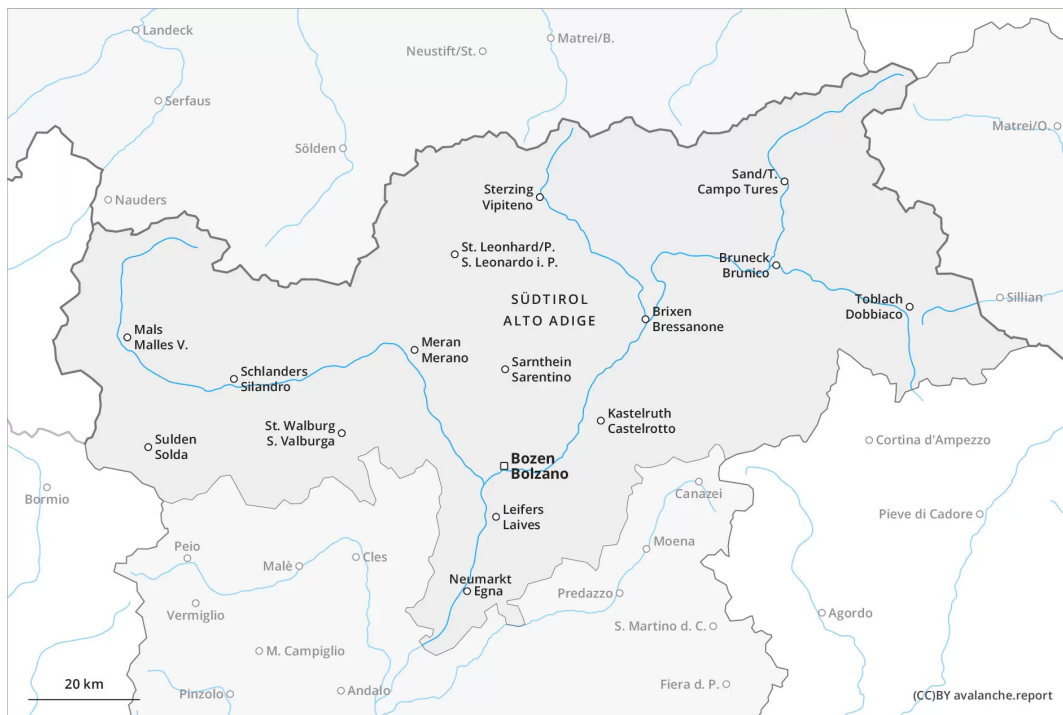 Landeck
Matrei/B.
Neustift/St.
Serfaus
Matrei/O.
Sölden
Nauders
Sand/T.
Campo Tures
Sterzing
Vipiteno
St. Leonhard/P.
S. Leonardo i. P.
Bruneck
Brunico
SÜDTIROL
ALTO ADIGE
Toblach
Dobbiaco
Sillian
Brixen
Bressanone
Mals
Malles V.
Meran
Merano
Sarnthein
Sarentino
Schlanders
Silandro
Kastelruth
Castelrotto
St. Walburg
S. Valburga
Sulden
Solda
Cortina d'Ampezzo
Bozen
Bolzano
Bormio
Canazei
Leifers
Laives
Pieve di Cadore
Peio
Malè
Cles
Moena
Neumarkt
Egna
Predazzo
Vermiglio
Agordo
S. Martino d. C.
M. Campiglio
Pinzolo
Andalo
Fiera d. P.
20 km
(CC)BY avalanche.report